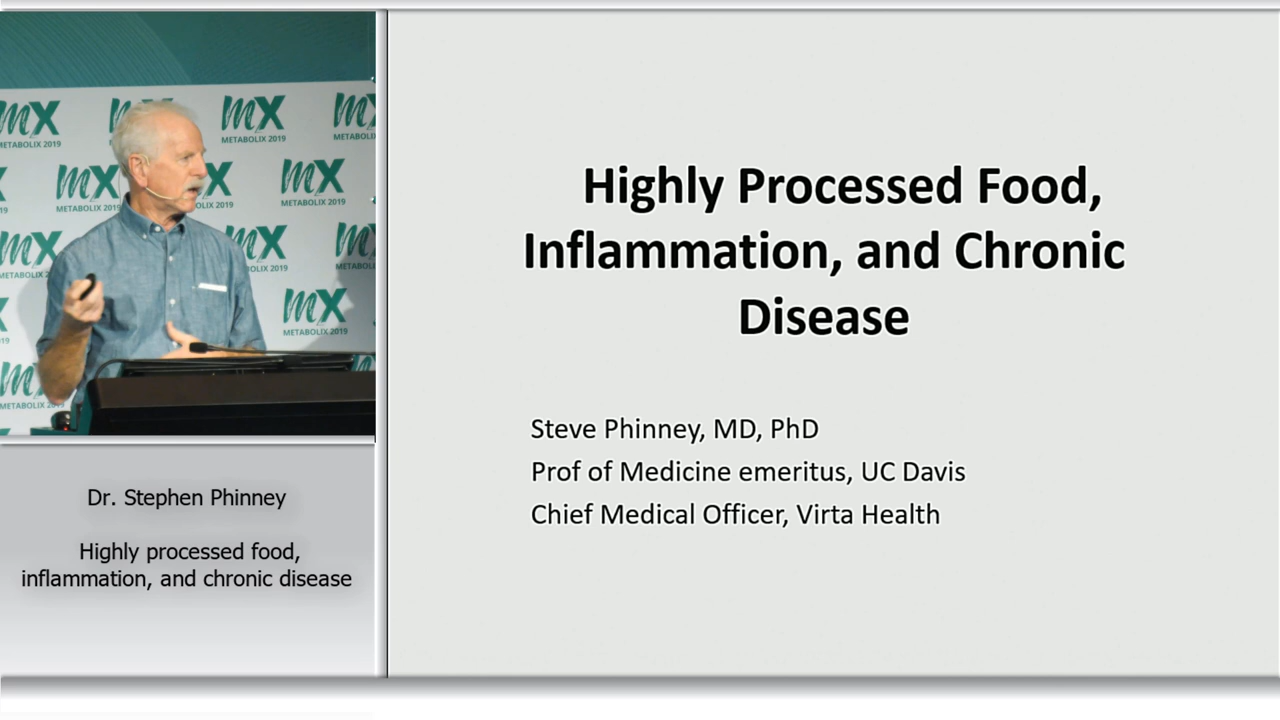 mX
METABOLIX 2019
Dr. Stephen Phinney
Highly processed food,
inflammation, and chronic disease
Highly Processed Food,
Inflammation, and Chronic
Disease
Steve Phinney, MD, PhD
Prof of Medicine emeritus, UC Davis
Chief Medical Officer, Virta Health